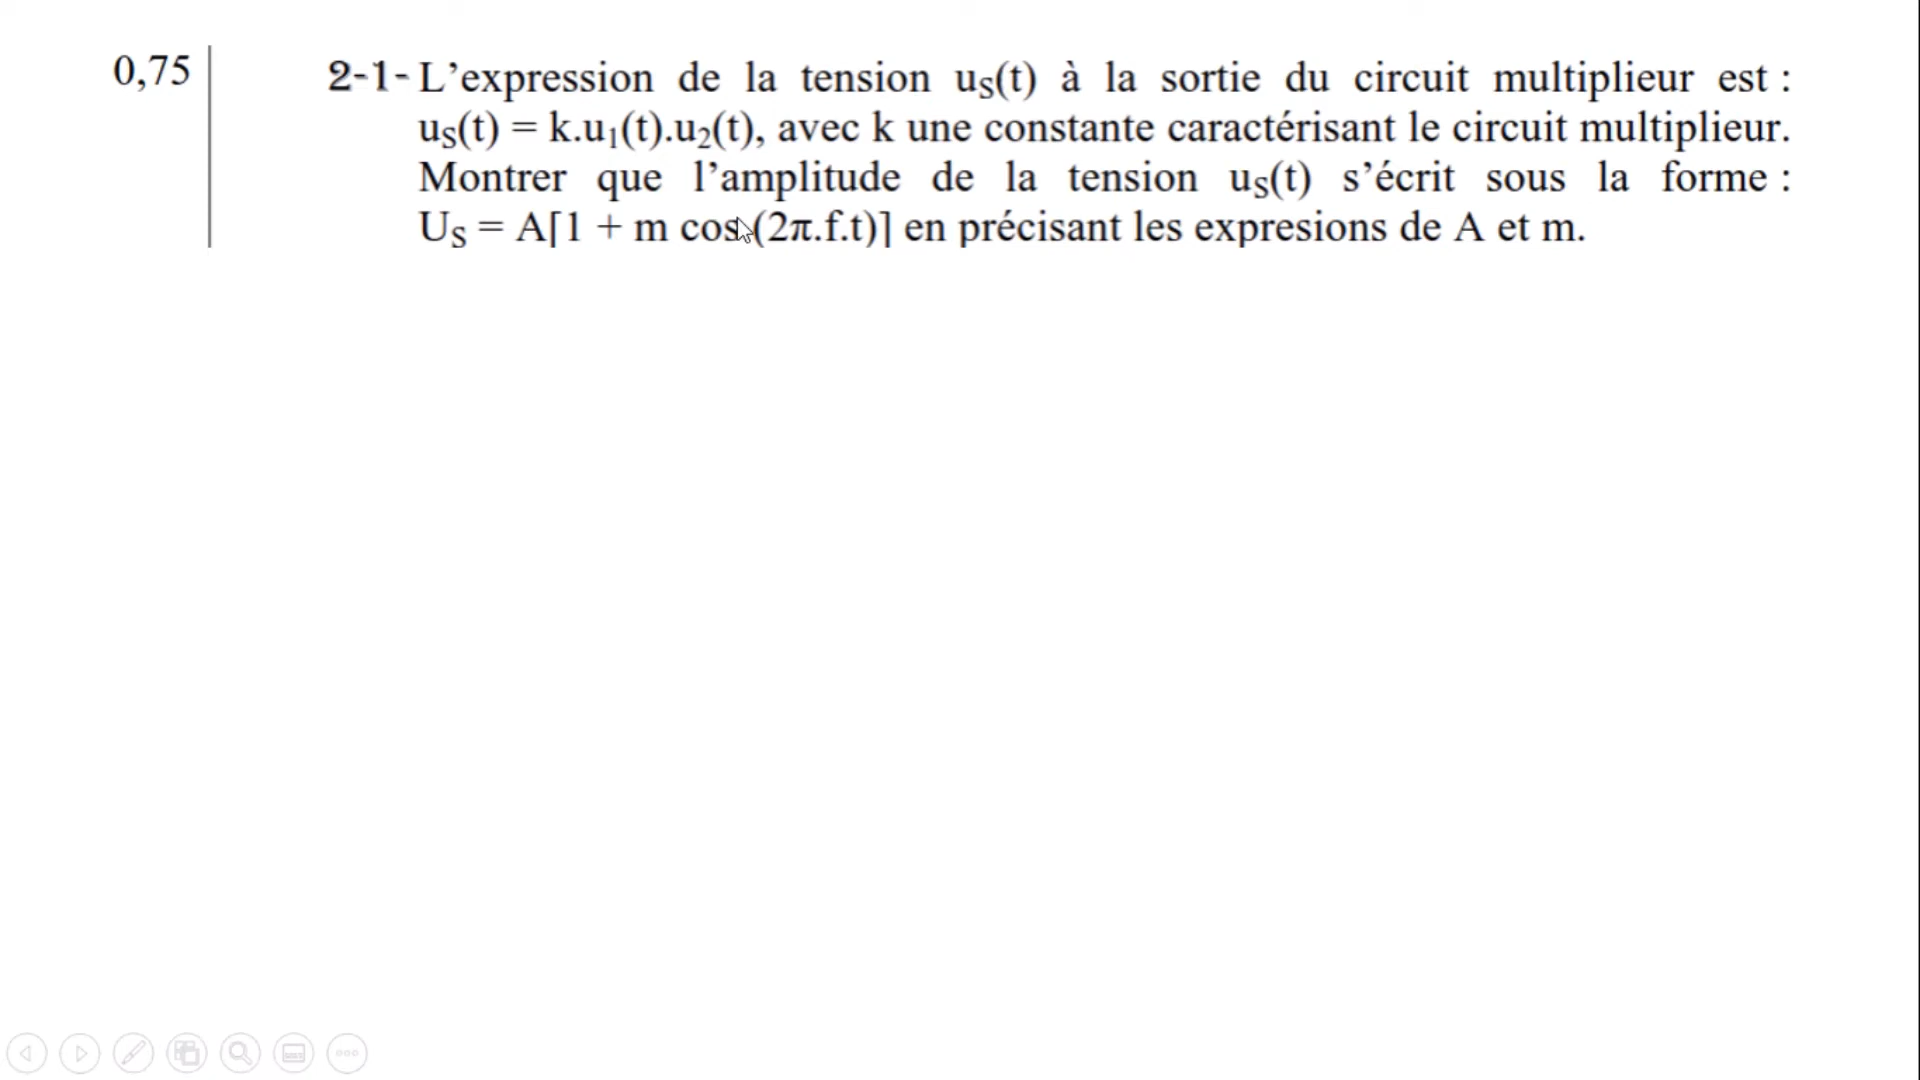 0,75
2-1- L’expression de la tension uS(t) à la sortie du circuit multiplieur est :
uS(t) = k.u1(t).u2(t), avec k une constante caractérisant le circuit multiplieur.
Montrer que l’amplitude de la tension uS(t) s’écrit sous la forme :
US = A[1 + m cos (2π.f.t)] en précisant les expresions de A et m.